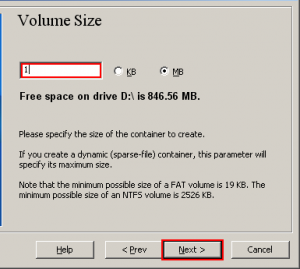 Volume Size
1
KB
MB
Free space on drive D:\ is 846.56 MB.
Please specify the size of the container to create.
If you create a dynamic (sparse-file) container, this parameter will
specify its maximum size.
Note that the minimum possible size of a FAT volume is 19 KB. The
minimum possible size of an NTFS volume is 2526 KB.
Help
< Prev
Next >
Cancel